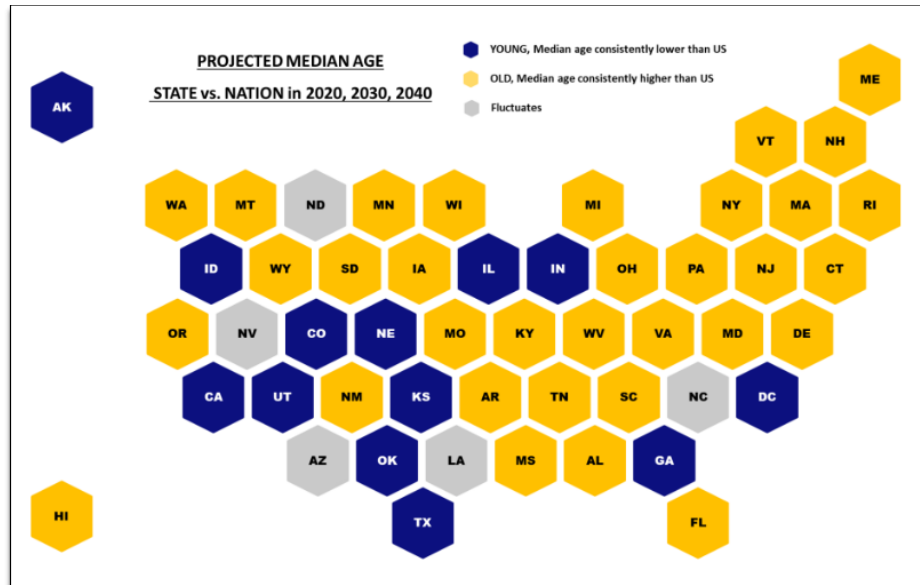 PROJECTED MEDIAN AGE
STATE vs. NATION in 2020, 2030, 2040
YOUNG, Median age consistently lower than US
OLD, Median age consistently higher than US
Fluctuates
ME
AK
VT NH
WA MT ND MN WI MI NY MA RI
ID WY SD IA IL IN OH PA NJ CT
OR NV CO NE MO KY WV VA MD DE
CA UT NM KS AR TN SC NC DC
AZ OK LA MS AL GA
HI TX FL